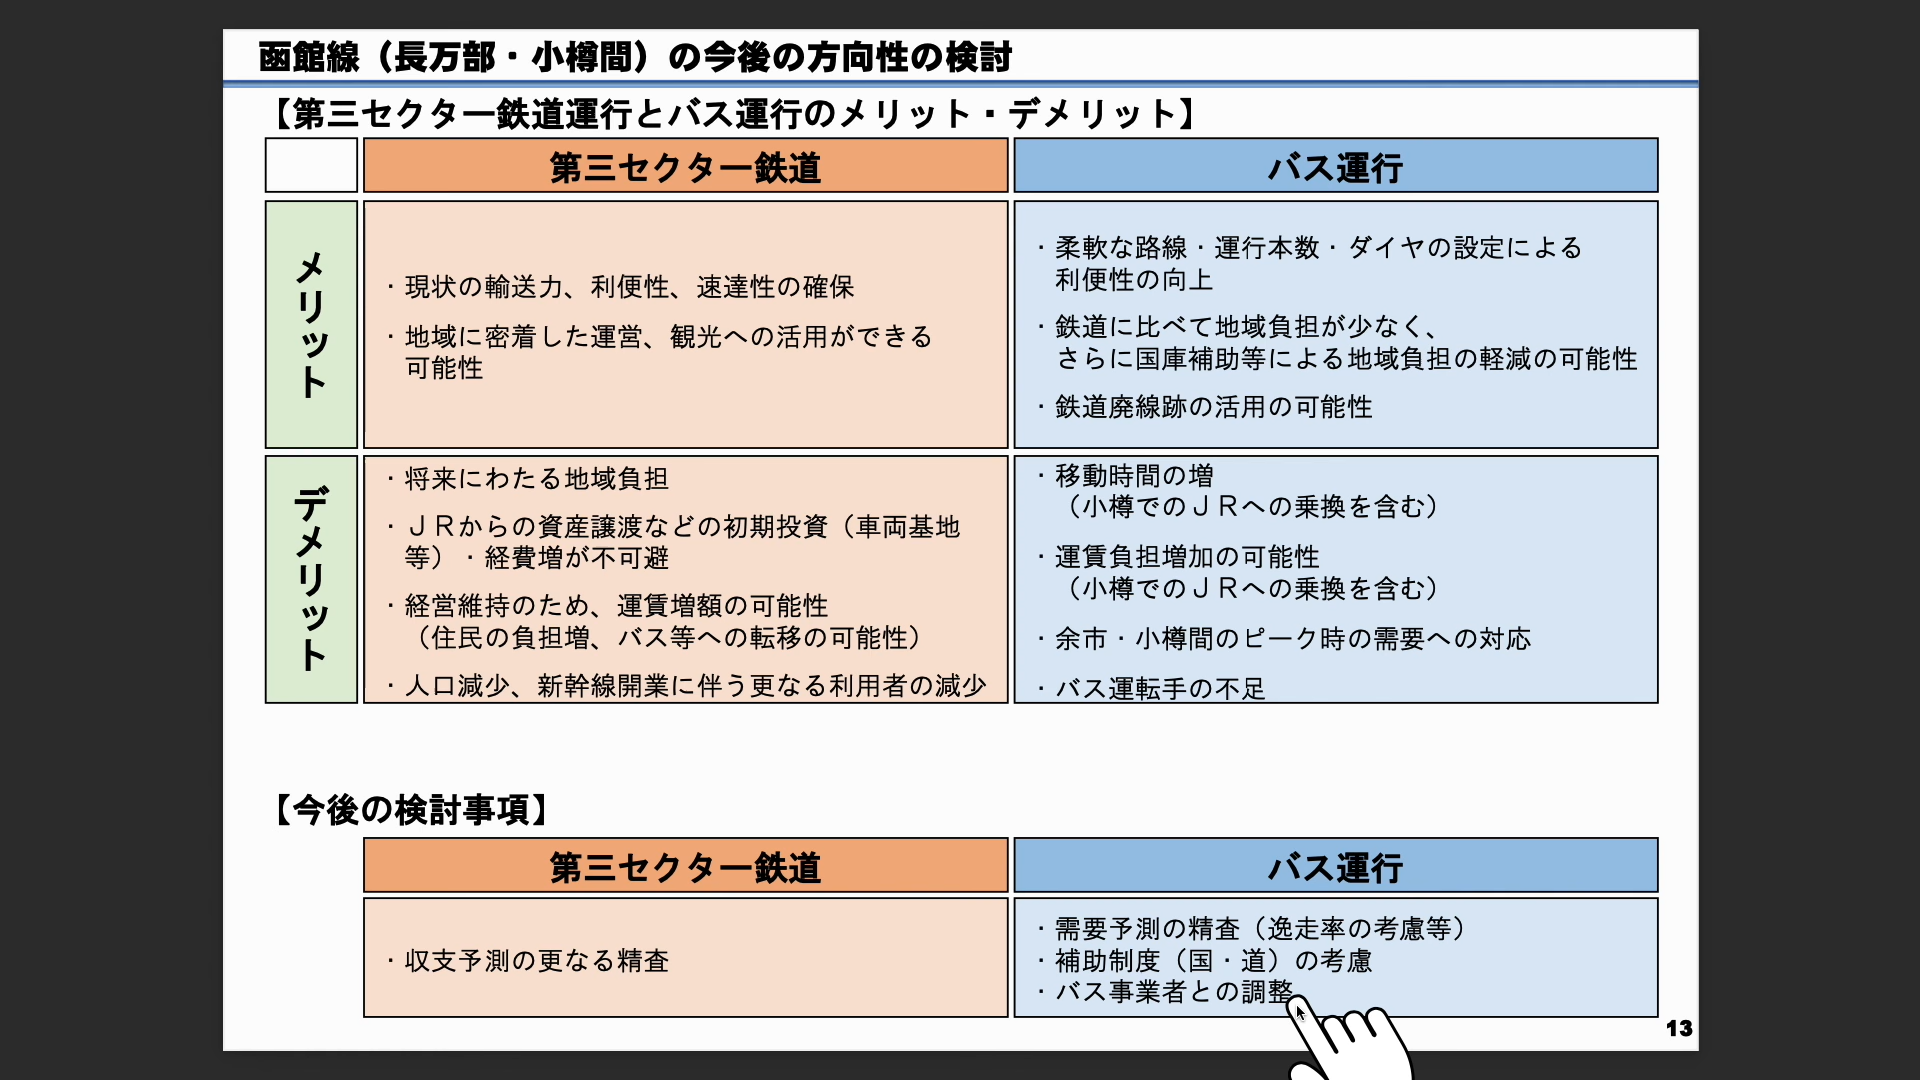 函館線（長万部・小樽間）の今後の方向性の検討
【第三セクター鉄道運行とバス運行のメリット・デメリット】
第三セクター鉄道
バス運行
メリット
・現状の輸送力、利便性、速達性の確保
・地域に密着した運営、観光への活用ができる
可能性
・柔軟な路線・運行本数・ダイヤの設定による
利便性の向上
・鉄道に比べて地域負担が少なく、
さらに国庫補助等による地域負担の軽減の可能性
・鉄道廃線跡の活用の可能性
デメリット
・将来にわたる地域負担
・ＪＲからの資産譲渡などの初期投資（車両基地
等）・経費増が不可避
・経営維持のため、運賃増額の可能性
（住民の負担増、バス等への転移の可能性）
・人口減少、新幹線開業に伴う更なる利用者の減少
・移動時間の増
（小樽でのＪＲへの乗換を含む）
・運賃負担増加の可能性
（小樽でのＪＲへの乗換を含む）
・余市・小樽間のピーク時の需要への対応
・バス運転手の不足
【今後の検討事項】
第三セクター鉄道
バス運行
・収支予測の更なる精査
・需要予測の精査（逸走率の考慮等）
・補助制度（国・道）の考慮
・バス事業者との調整
13